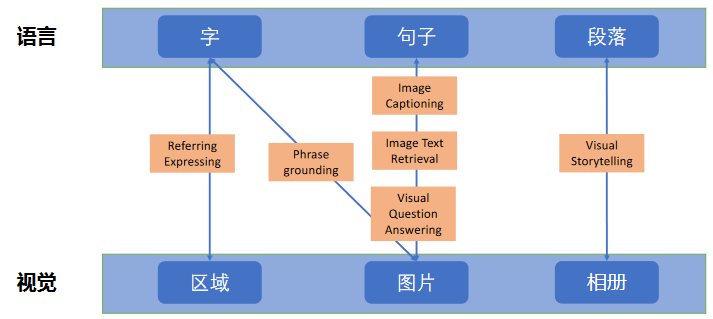 语言
字
句子
段落
Image
Captioning
Referring
Expressing
Phrase
grounding
Image Text
Retrieval
Visual
Storytelling
Visual
Question
Answering
视觉
区域
图片
相册